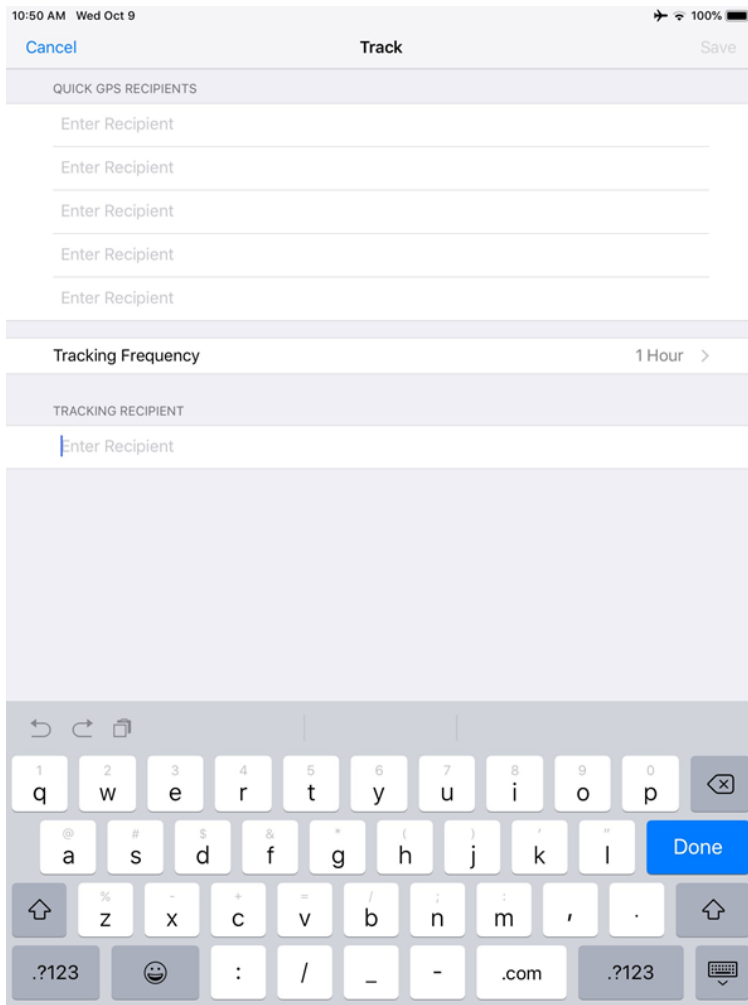 10:50 AM Wed Oct 9 100%
Cancel Track Save
QUICK GPS RECIPIENTS
Enter Recipient
Enter Recipient
Enter Recipient
Enter Recipient
Enter Recipient
Tracking Frequency 1 Hour
TRACKING RECIPIENT
Enter Recipient
1 2 3 4 5 6 7 8 9 0
q w e r t y u i o p
@ # $ & * ( ) ' "
a s d f g h j k l Done
% - + = / ; :
z x c v b n m , .
.?123 : / _ - .com .?123